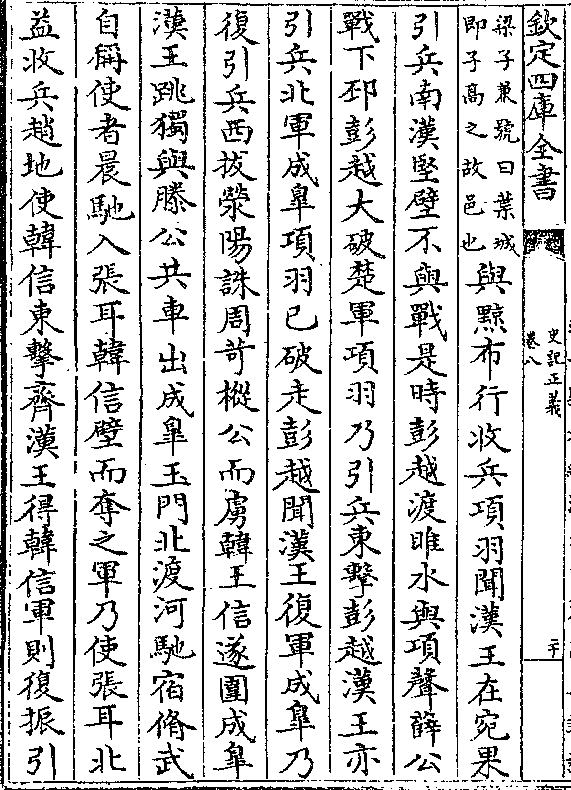 欽定四庫全書
史記正義
卷八
二十
梁子兼號曰葉城
即子高之故邑也
與黥布行收兵項羽聞漢王在宛果
引兵南漢堅壁不與戰是時彭越渡睢水與項聲薛公
戰下邳彭越大破楚軍項羽乃引兵東擊彭越漢王亦
引兵北軍成皐項羽已破走彭越聞漢王復軍成皐乃
復引兵西拔滎陽誅周苛樅公而虜韓王信遂圍成皐
漢王跳獨與滕公共車出成皐玉門北渡河馳宿脩武
自稱使者晨馳入張耳韓信壁而奪之軍乃使張耳北
益收兵趙地使韓信東擊齊漢王得韓信軍則復振引